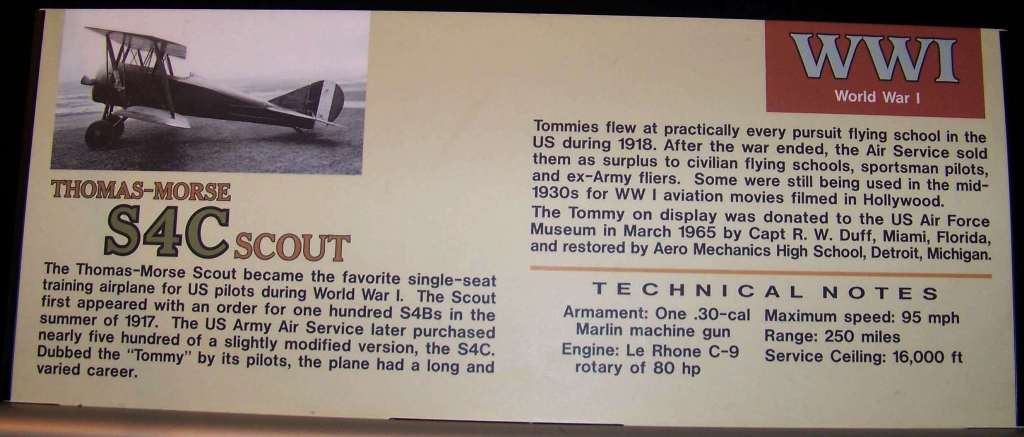 THOMAS-MORSE
S4C SCOUT
The Thomas-Morse Scout became the favorite single-seat
training airplane for US pilots during World War I. The Scout
first appeared with an order for one hundred S4Bs in the
summer of 1917. The US Army Air Service later purchased
nearly five hundred of a slightly modified version, the S4C.
Dubbed the "Tommy" by its pilots, the plane had a long and
varied career.
WWI
World War I
Tommies flew at practically every pursuit flying school in the
US during 1918. After the war ended, the Air Service sold
them as surplus to civilian flying schools, sportsman pilots,
and ex-Army fliers. Some were still being used in the mid-
1930s for WW I aviation movies filmed in Hollywood.
The Tommy on display was donated to the US Air Force
Museum in March 1965 by Capt R. W. Duff, Miami, Florida,
and restored by Aero Mechanics High School, Detroit, Michigan.
TECHNICAL NOTES
Armament: One .30-cal
Marlin machine gun
Engine: Le Rhone C-9
rotary of 80 hp
Maximum speed: 95 mph
Range: 250 miles
Service Ceiling: 16,000 ft